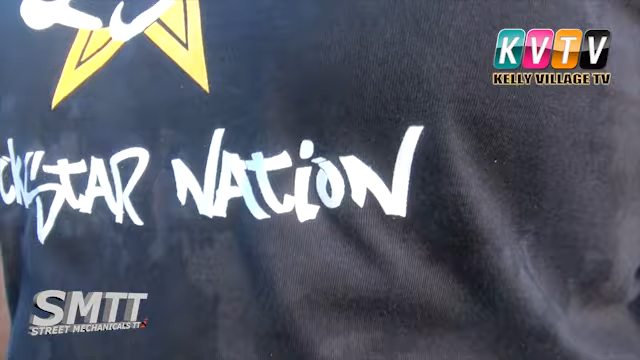 KVTV
KELLY VILLAGE TV
ckstar Nation
SMTT
STREET MECHANICALS TT